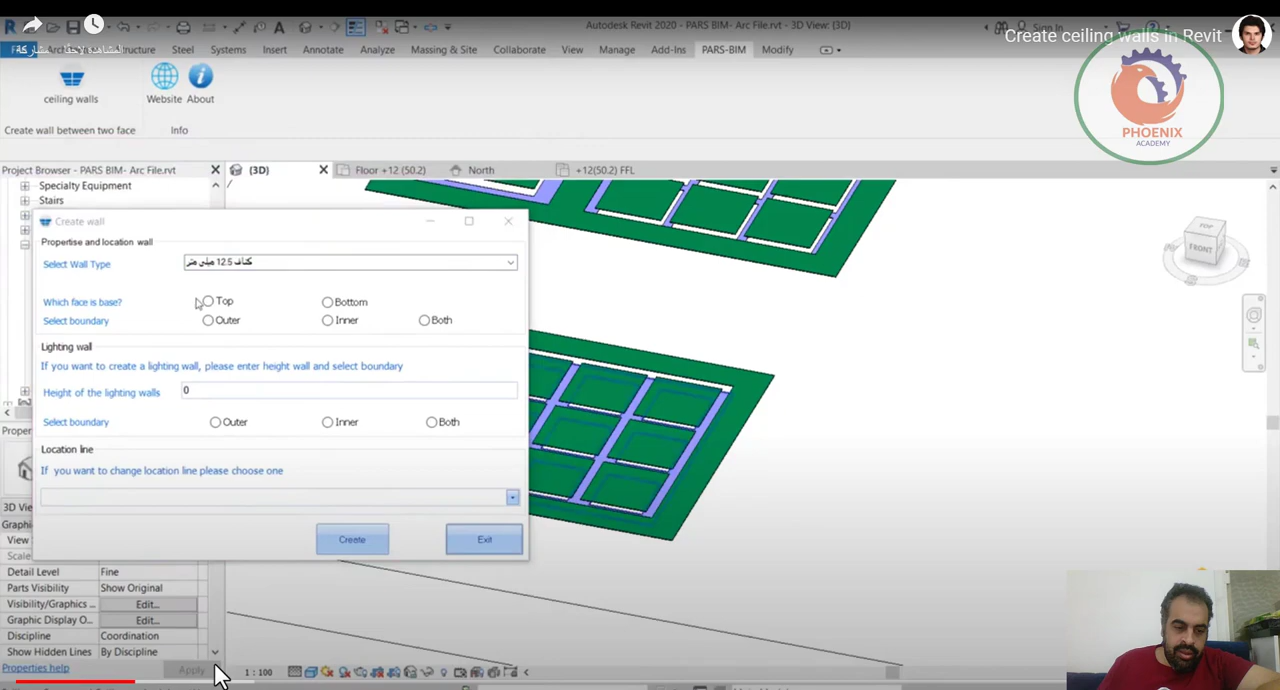 Autodesk Revit 2020 - PARS BIM- Arc File.rvt - 3D View: {3D}
Sign In
Create ceiling walls in Revit
المشاهدة لاحقًا
مشاركة
Steel Systems Insert Annotate Analyze Massing & Site Collaborate View Manage Add-Ins PARS-BIM Modify
ceiling walls
Website About
Create wall between two face
Info
PHOENIX
ACADEMY
Project Browser - PARS BIM- Arc File.rvt
(3D)
Floor +12 (50.2)
North
+12(50.2) FFL
Specialty Equipment
Stairs
Create wall
Propertise and location wall
Select Wall Type
کناف 12.5 میلی متر
Which face is base?
Top
Bottom
Select boundary
Outer
Inner
Both
Lighting wall
If you want to create a lighting wall, please enter height wall and select boundary
Height of the lighting walls
0
Select boundary
Outer
Inner
Both
Location line
If you want to change location line please choose one
Create
Exit
TOP
FRONT
Detail Level Fine
Parts Visibility Show Original
Visibility/Graphics ... Edit...
Graphic Display O... Edit...
Discipline Coordination
Show Hidden Lines By Discipline
Properties help
Apply
1 : 100